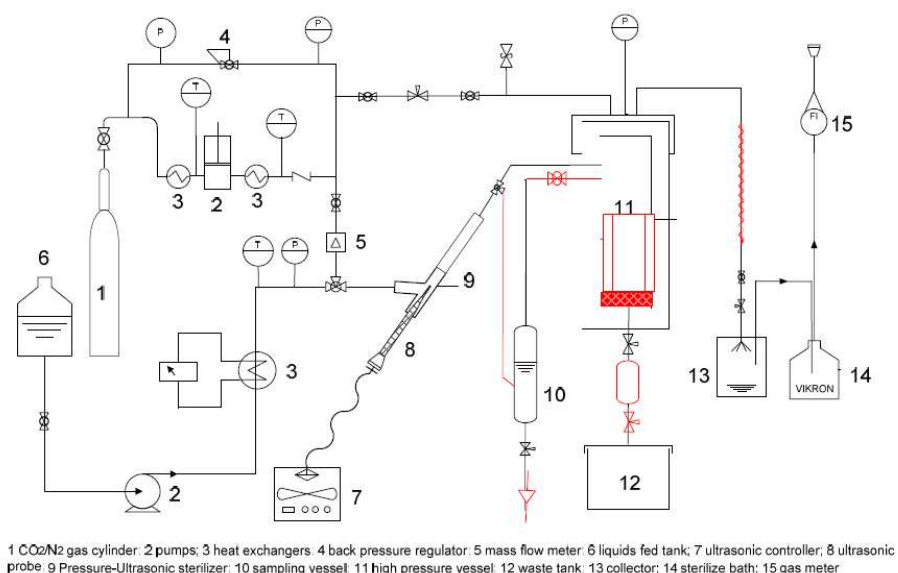 4
P
P
P
T
T
FI
15
3
2
3
5
11
6
1
T
P
9
8
3
10
13
VIKRON
14
2
7
12
1 CO2/N2 gas cylinder: 2 pumps; 3 heat exchangers: 4 back pressure regulator: 5 mass flow meter: 6 liquids fed tank; 7 ultrasonic controller; 8 ultrasonic
probe: 9 Pressure-Ultrasonic sterilizer: 10 sampling vessel: 11 high pressure vessel: 12 waste tank: 13 collector: 14 sterilize bath: 15 gas meter